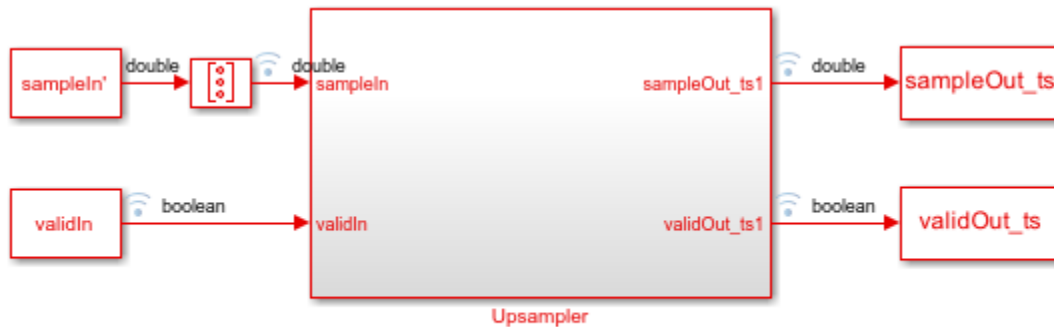 double
double
double
sampleIn'
sampleIn
sampleOut_ts1
sampleOut_ts
boolean
boolean
validIn
validIn
validOut_ts1
validOut_ts
Upsampler